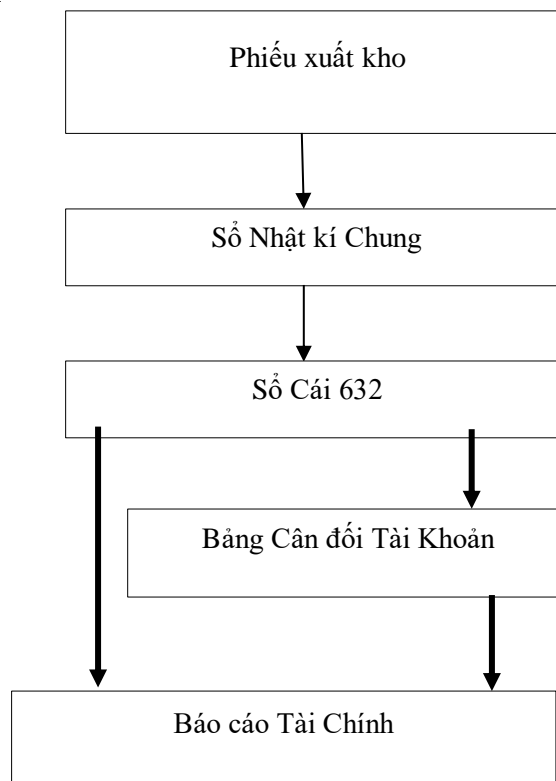 Phiếu xuất kho
Sổ Nhật kí Chung
Sổ Cái 632
Bảng Cân đối Tài Khoản
Báo cáo Tài Chính